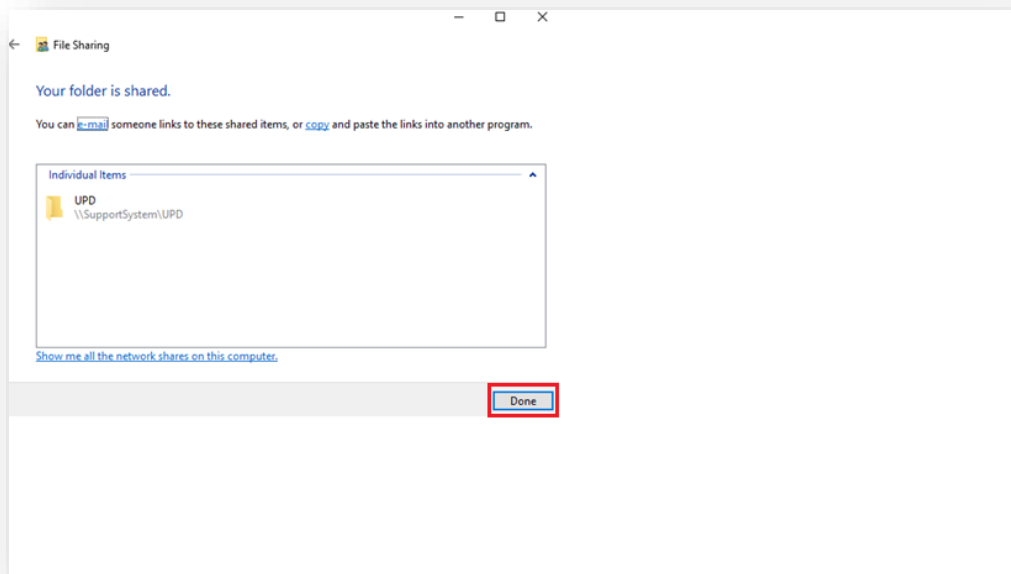 File Sharing
Your folder is shared.
You can e-mail someone links to these shared items, or copy and paste the links into another program.
Individual Items
UPD
\\SupportSystem\UPD
Show me all the network shares on this computer.
Done